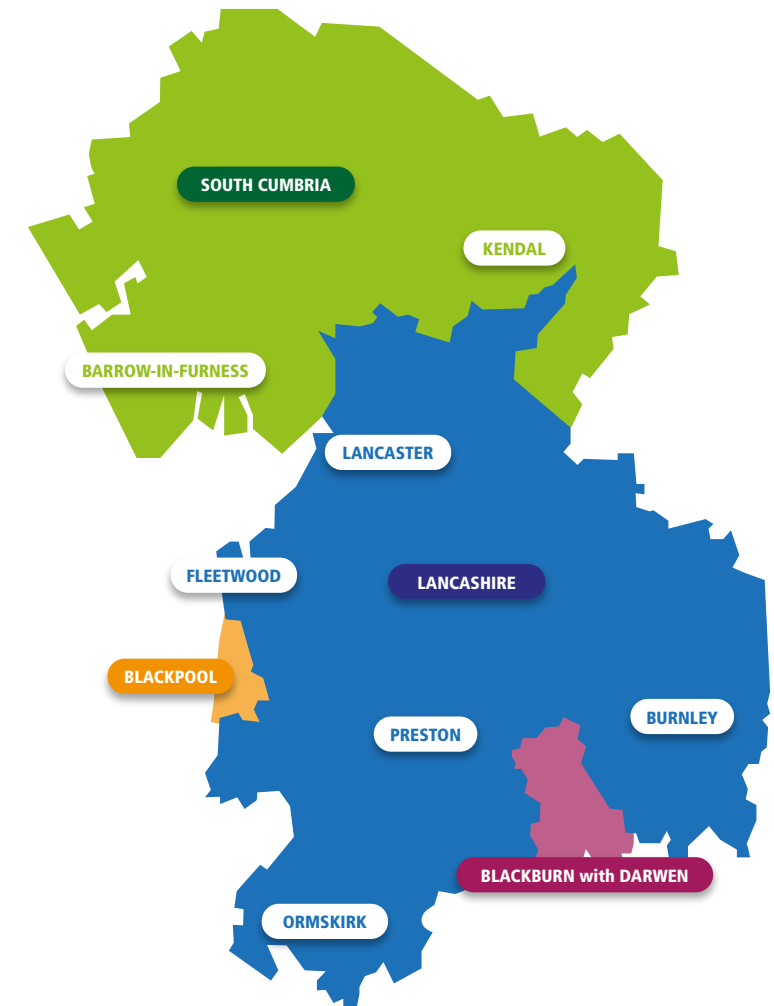 SOUTH CUMBRIA
KENDAL
BARROW-IN-FURNESS
LANCASTER
FLEETWOOD
LANCASHIRE
BLACKPOOL
BURNLEY
PRESTON
BLACKBURN with DARWEN
ORMSKIRK